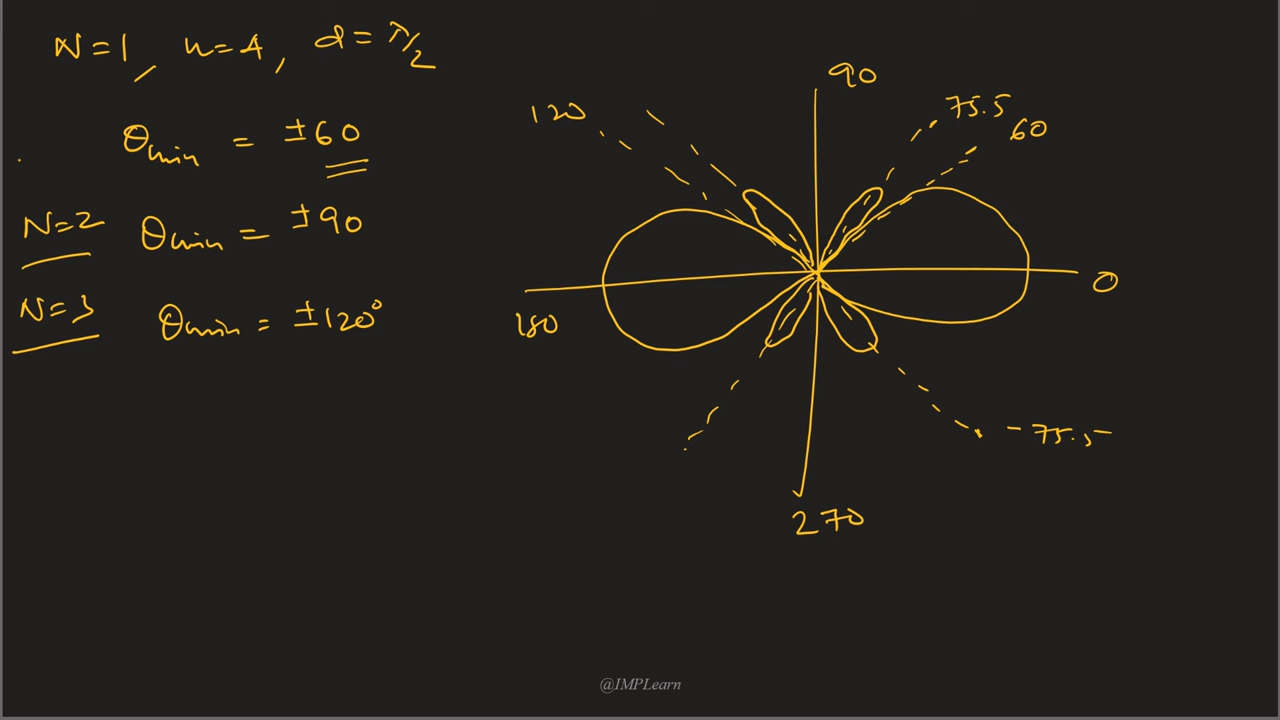 N=1, n=4, d=π/2
θmin = ±60
N=2 θmin = ±90
N=3 θmin = ±120°
90
120
75.5
60
0
180
-75.5
270
@IMPLearn